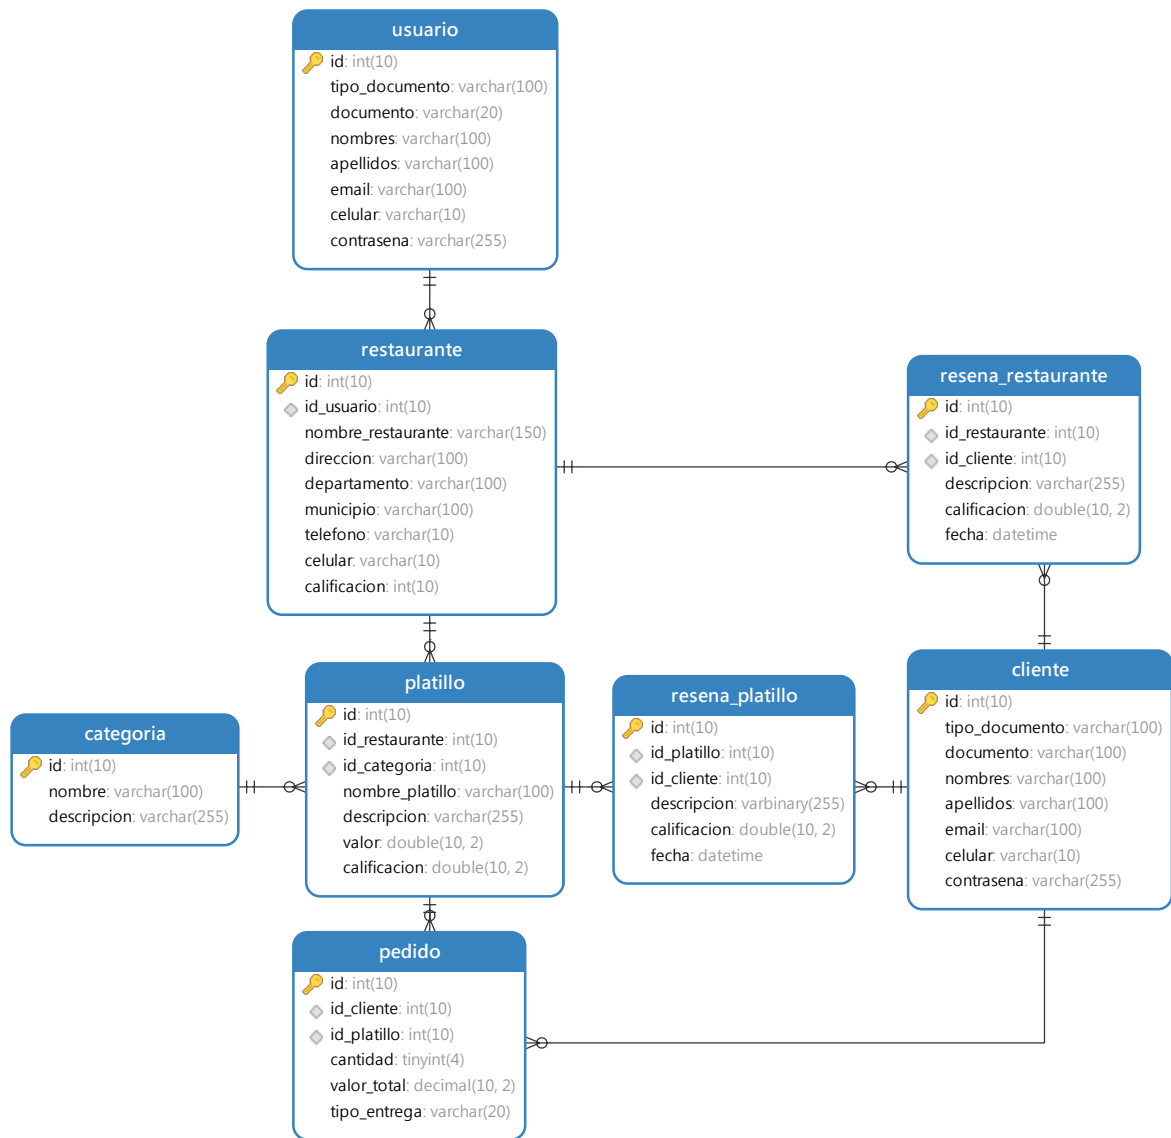 usuario
id: int(10)
tipo_documento: varchar(100)
documento: varchar(20)
nombres: varchar(100)
apellidos: varchar(100)
email: varchar(100)
celular: varchar(10)
contrasena: varchar(255)
restaurante
id: int(10)
id_usuario: int(10)
nombre_restaurante: varchar(150)
direccion: varchar(100)
departamento: varchar(100)
municipio: varchar(100)
telefono: varchar(10)
celular: varchar(10)
calificacion: int(10)
resena_restaurante
id: int(10)
id_restaurante: int(10)
id_cliente: int(10)
descripcion: varchar(255)
calificacion: double(10, 2)
fecha: datetime
categoria
id: int(10)
nombre: varchar(100)
descripcion: varchar(255)
platillo
id: int(10)
id_restaurante: int(10)
id_categoria: int(10)
nombre_platillo: varchar(100)
descripcion: varchar(255)
valor: double(10, 2)
calificacion: double(10, 2)
resena_platillo
id: int(10)
id_platillo: int(10)
id_cliente: int(10)
descripcion: varbinary(255)
calificacion: double(10, 2)
fecha: datetime
cliente
id: int(10)
tipo_documento: varchar(100)
documento: varchar(100)
nombres: varchar(100)
apellidos: varchar(100)
email: varchar(100)
celular: varchar(10)
contrasena: varchar(255)
pedido
id: int(10)
id_cliente: int(10)
id_platillo: int(10)
cantidad: tinyint(4)
valor_total: decimal(10, 2)
tipo_entrega: varchar(20)